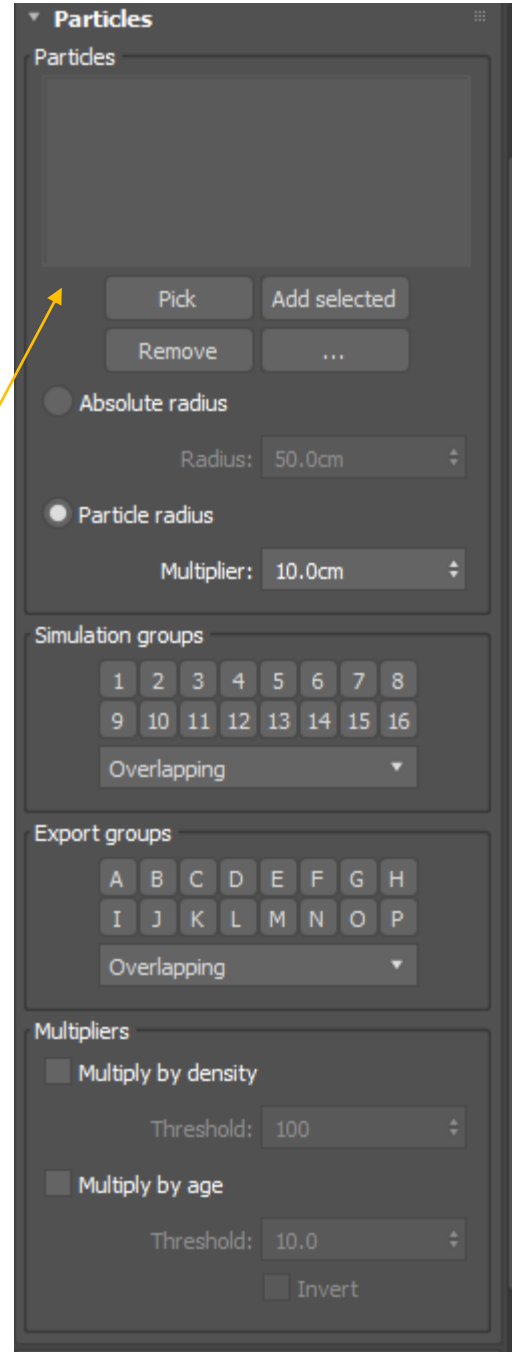 Particles
Particles
Pick Add selected
Remove ...
Absolute radius
Radius: 50.0cm
Particle radius
Multiplier: 10.0cm
Simulation groups
1 2 3 4 5 6 7 8
9 10 11 12 13 14 15 16
Overlapping
Export groups
A B C D E F G H
I J K L M N O P
Overlapping
Multipliers
Multiply by density
Threshold: 100
Multiply by age
Threshold: 10.0
Invert